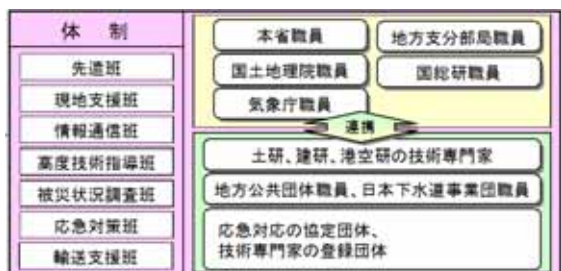 体 制
先遣班
現地支援班
情報通信班
高度技術指導班
被災状況調査班
応急対策班
輸送支援班
本省職員
地方支分部局職員
国土地理院職員
国総研職員
気象庁職員
連携
土研、建研、港空研の技術専門家
地方公共団体職員、日本下水道事業団職員
応急対応の協定団体、
技術専門家の登録団体